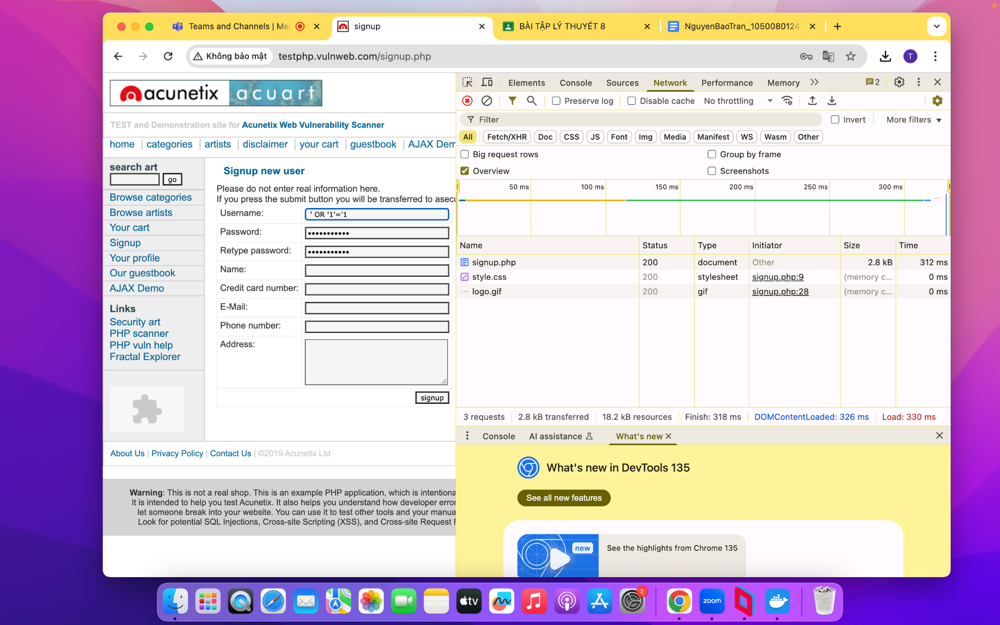 Teams and Channels | Mee
signup
BÀI TẬP LÝ THUYẾT 8
NguyenBaoTran_1050080124
Không bảo mật
testphp.vulnweb.com/signup.php
T
acunetix acuart
TEST and Demonstration site for Acunetix Web Vulnerability Scanner
home | categories | artists | disclaimer | your cart | guestbook | AJAX Dem
search art
go
Browse categories
Browse artists
Your cart
Signup
Your profile
Our guestbook
AJAX Demo
Links
Security art
PHP scanner
PHP vuln help
Fractal Explorer
Signup new user
Please do not enter real information here.
If you press the submit button you will be transferred to asecu
Username: ' OR '1'='1
Password: •••••••••••
Retype password: •••••••••••
Name:
Credit card number:
E-Mail:
Phone number:
Address:
signup
About Us | Privacy Policy | Contact Us | ©2019 Acunetix Ltd
Warning: This is not a real shop. This is an example PHP application, which is intentiona
It is intended to help you test Acunetix. It also helps you understand how developer error
let someone break into your website. You can use it to test other tools and your manua
Look for potential SQL Injections, Cross-site Scripting (XSS), and Cross-site Request F
Elements Console Sources Network Performance Memory 2
Preserve log Disable cache No throttling
Filter Invert More filters
All Fetch/XHR Doc CSS JS Font Img Media Manifest WS Wasm Other
Big request rows Group by frame
Overview Screenshots
50 ms 100 ms 150 ms 200 ms 250 ms 300 ms
Name Status Type Initiator Size Time
signup.php 200 document Other 2.8 kB 312 ms
style.css 200 stylesheet signup.php:9 (memory c... 0 ms
logo.gif 200 gif signup.php:28 (memory c... 0 ms
3 requests 2.8 kB transferred 18.2 kB resources Finish: 318 ms DOMContentLoaded: 326 ms Load: 330 ms
Console AI assistance What's new
What's new in DevTools 135
See all new features
new
See the highlights from Chrome 135
tv
2
zoom